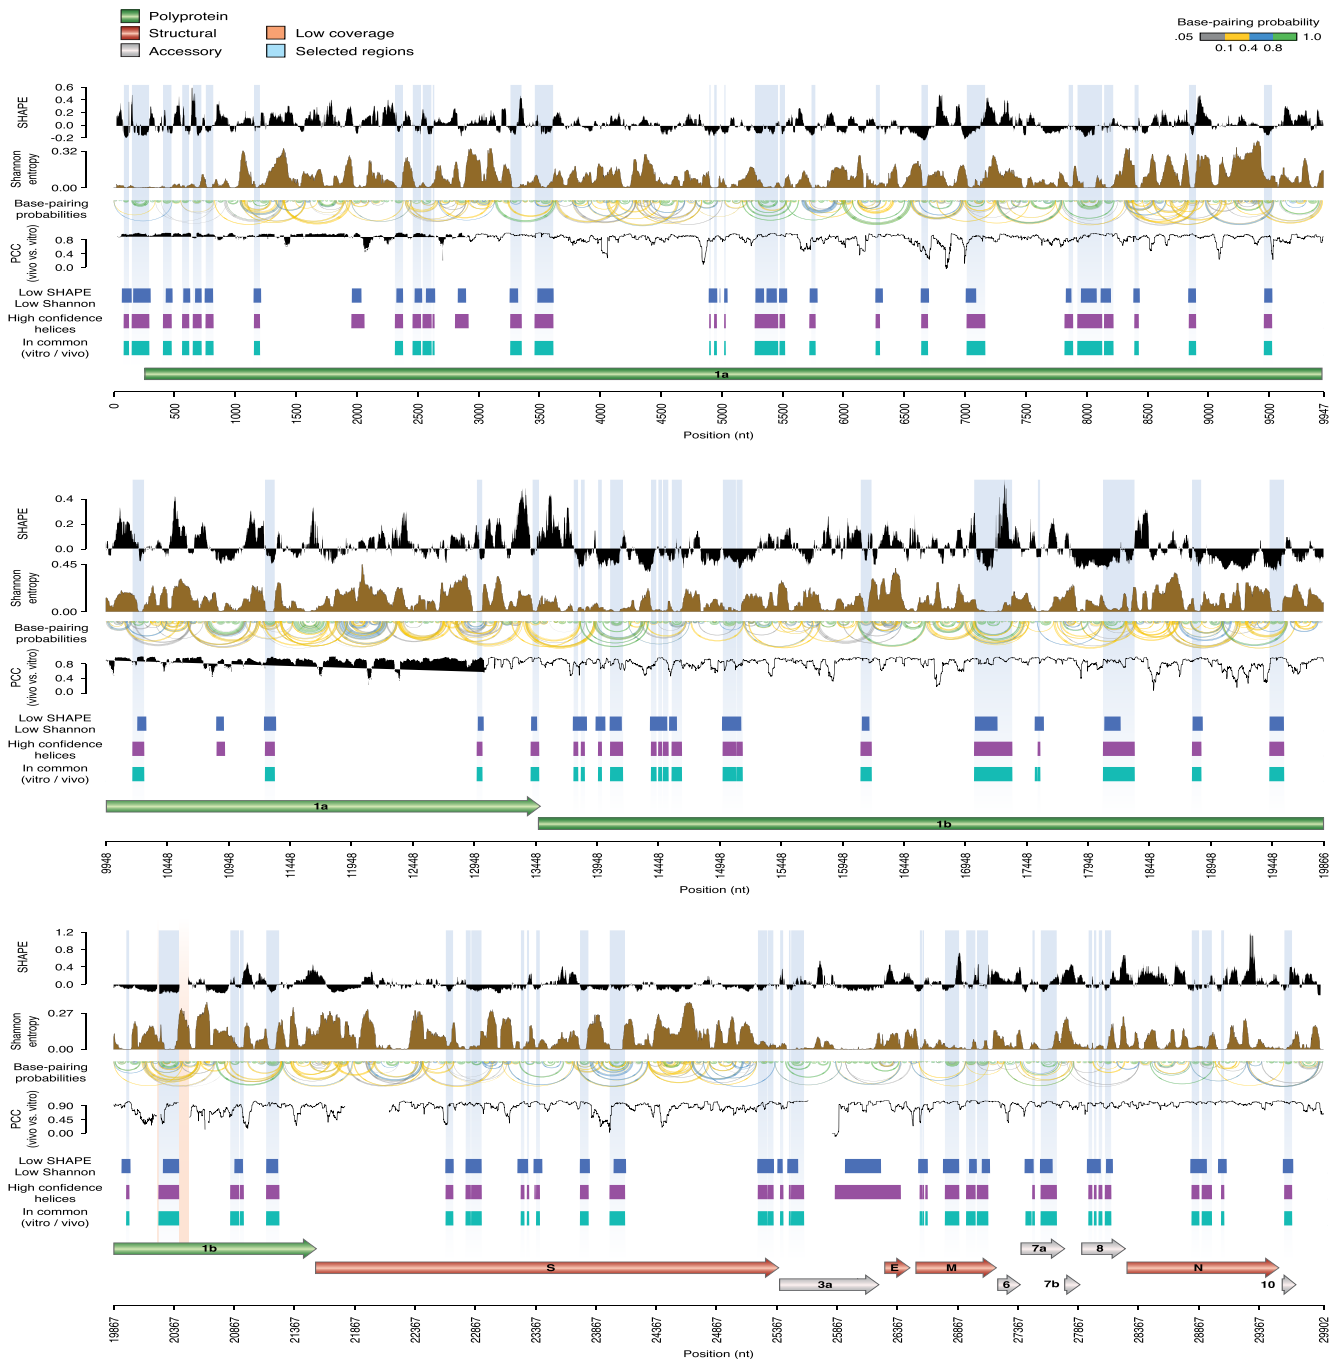 Polyprotein
Structural
Accessory
Low coverage
Selected regions
Base-pairing probability
.05 1.0
0.1 0.4 0.8
SHAPE
0.6
0.4
0.2
0.0
-0.2
Shannon
entropy
0.32
0.00
Base-pairing
probabilities
PCC
(vivo vs. vitro)
0.8
0.4
0.0
Low SHAPE
Low Shannon
High confidence
helices
In common
(vitro / vivo)
1a
0 500 1000 1500 2000 2500 3000 3500 4000 4500 5000 5500 6000 6500 7000 7500 8000 8500 9000 9500 9947
Position (nt)
SHAPE
0.4
0.2
0.0
Shannon
entropy
0.45
0.00
Base-pairing
probabilities
PCC
(vivo vs. vitro)
0.8
0.4
0.0
Low SHAPE
Low Shannon
High confidence
helices
In common
(vitro / vivo)
1a
1b
9948 10448 10948 11448 11948 12448 12948 13448 13948 14448 14948 15448 15948 16448 16948 17448 17948 18448 18948 19448 19866
Position (nt)
SHAPE
1.2
0.8
0.4
0.0
Shannon
entropy
0.27
0.00
Base-pairing
probabilities
PCC
(vivo vs. vitro)
0.90
0.45
0.00
Low SHAPE
Low Shannon
High confidence
helices
In common
(vitro / vivo)
1b 7a 8
S E M N
3a 6 7b 10
19867 20367 20867 21367 21867 22367 22867 23367 23867 24367 24867 25367 25867 26367 26867 27367 27867 28367 28867 29367 29902
Position (nt)